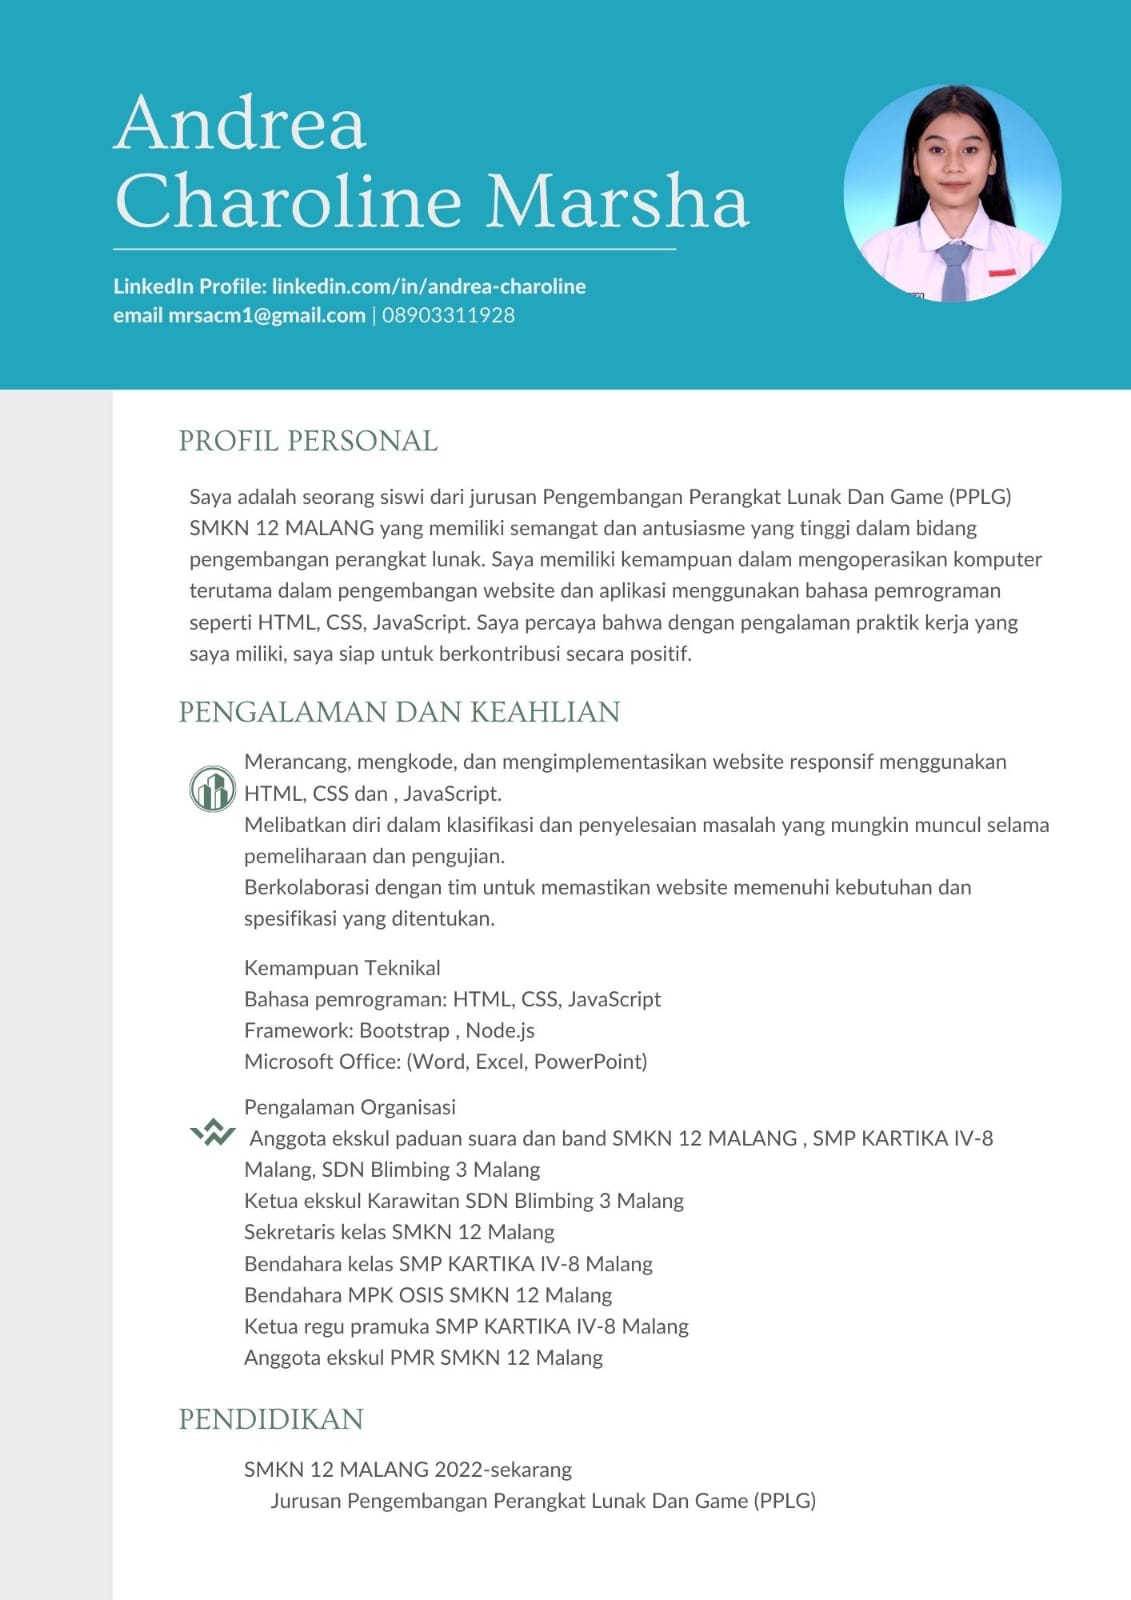 Andrea
Charoline Marsha
LinkedIn Profile: linkedin.com/in/andrea-charoline
email mrsacm1@gmail.com | 08903311928
PROFIL PERSONAL
Saya adalah seorang siswi dari jurusan Pengembangan Perangkat Lunak Dan Game (PPLG)
SMKN 12 MALANG yang memiliki semangat dan antusiasme yang tinggi dalam bidang
pengembangan perangkat lunak. Saya memiliki kemampuan dalam mengoperasikan komputer
terutama dalam pengembangan website dan aplikasi menggunakan bahasa pemrograman
seperti HTML, CSS, JavaScript. Saya percaya bahwa dengan pengalaman praktik kerja yang
saya miliki, saya siap untuk berkontribusi secara positif.
PENGALAMAN DAN KEAHLIAN
Merancang, mengkode, dan mengimplementasikan website responsif menggunakan
HTML, CSS dan , JavaScript.
Melibatkan diri dalam klasifikasi dan penyelesaian masalah yang mungkin muncul selama
pemeliharaan dan pengujian.
Berkolaborasi dengan tim untuk memastikan website memenuhi kebutuhan dan
spesifikasi yang ditentukan.
Kemampuan Teknikal
Bahasa pemrograman: HTML, CSS, JavaScript
Framework: Bootstrap , Node.js
Microsoft Office: (Word, Excel, PowerPoint)
Pengalaman Organisasi
Anggota ekskul paduan suara dan band SMKN 12 MALANG , SMP KARTIKA IV-8
Malang, SDN Blimbing 3 Malang
Ketua ekskul Karawitan SDN Blimbing 3 Malang
Sekretaris kelas SMKN 12 Malang
Bendahara kelas SMP KARTIKA IV-8 Malang
Bendahara MPK OSIS SMKN 12 Malang
Ketua regu pramuka SMP KARTIKA IV-8 Malang
Anggota ekskul PMR SMKN 12 Malang
PENDIDIKAN
SMKN 12 MALANG 2022-sekarang
Jurusan Pengembangan Perangkat Lunak Dan Game (PPLG)